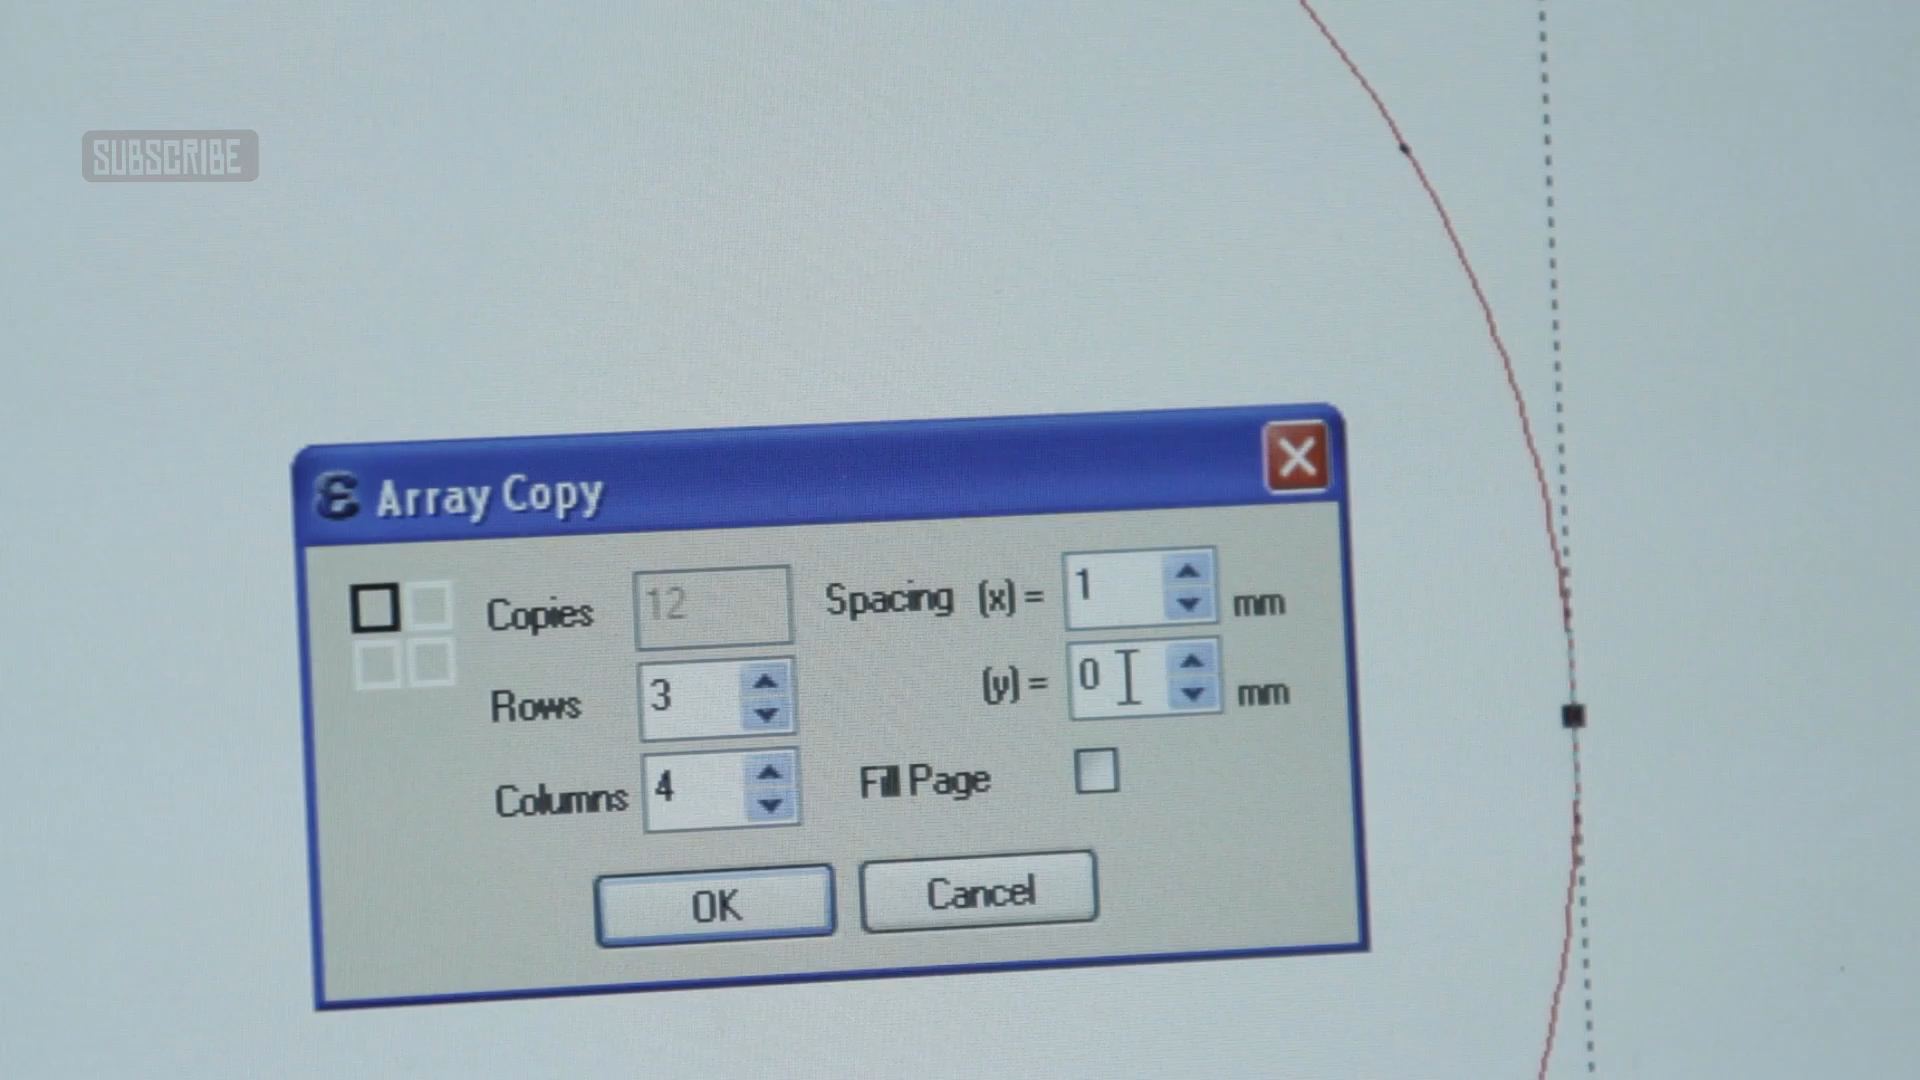 SUBSCRIBE
Array Copy
Copies 12 Spacing (x) = 1 mm
Rows 3 (y) = 0 mm
Columns 4 Fill Page
OK Cancel